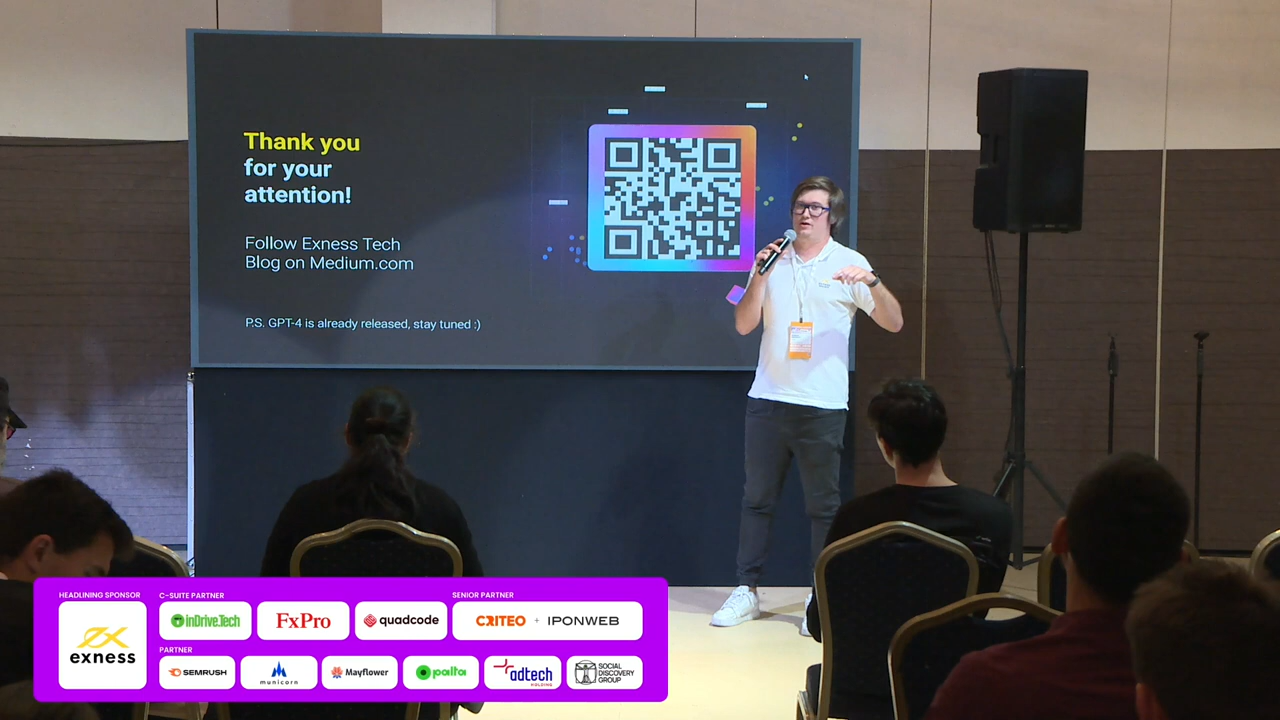 Thank you
for your
attention!
Follow Exness Tech
Blog on Medium.com
P.S. GPT-4 is already released, stay tuned :)
HEADLINING SPONSOR
exness
C-SUITE PARTNER
inDrive.Tech
FxPro
quadcode
SENIOR PARTNER
CRITEO + IPONWEB
PARTNER
SEMRUSH
municorn
Mayflower
palta
adtech
HOLDING
SOCIAL
DISCOVERY
GROUP